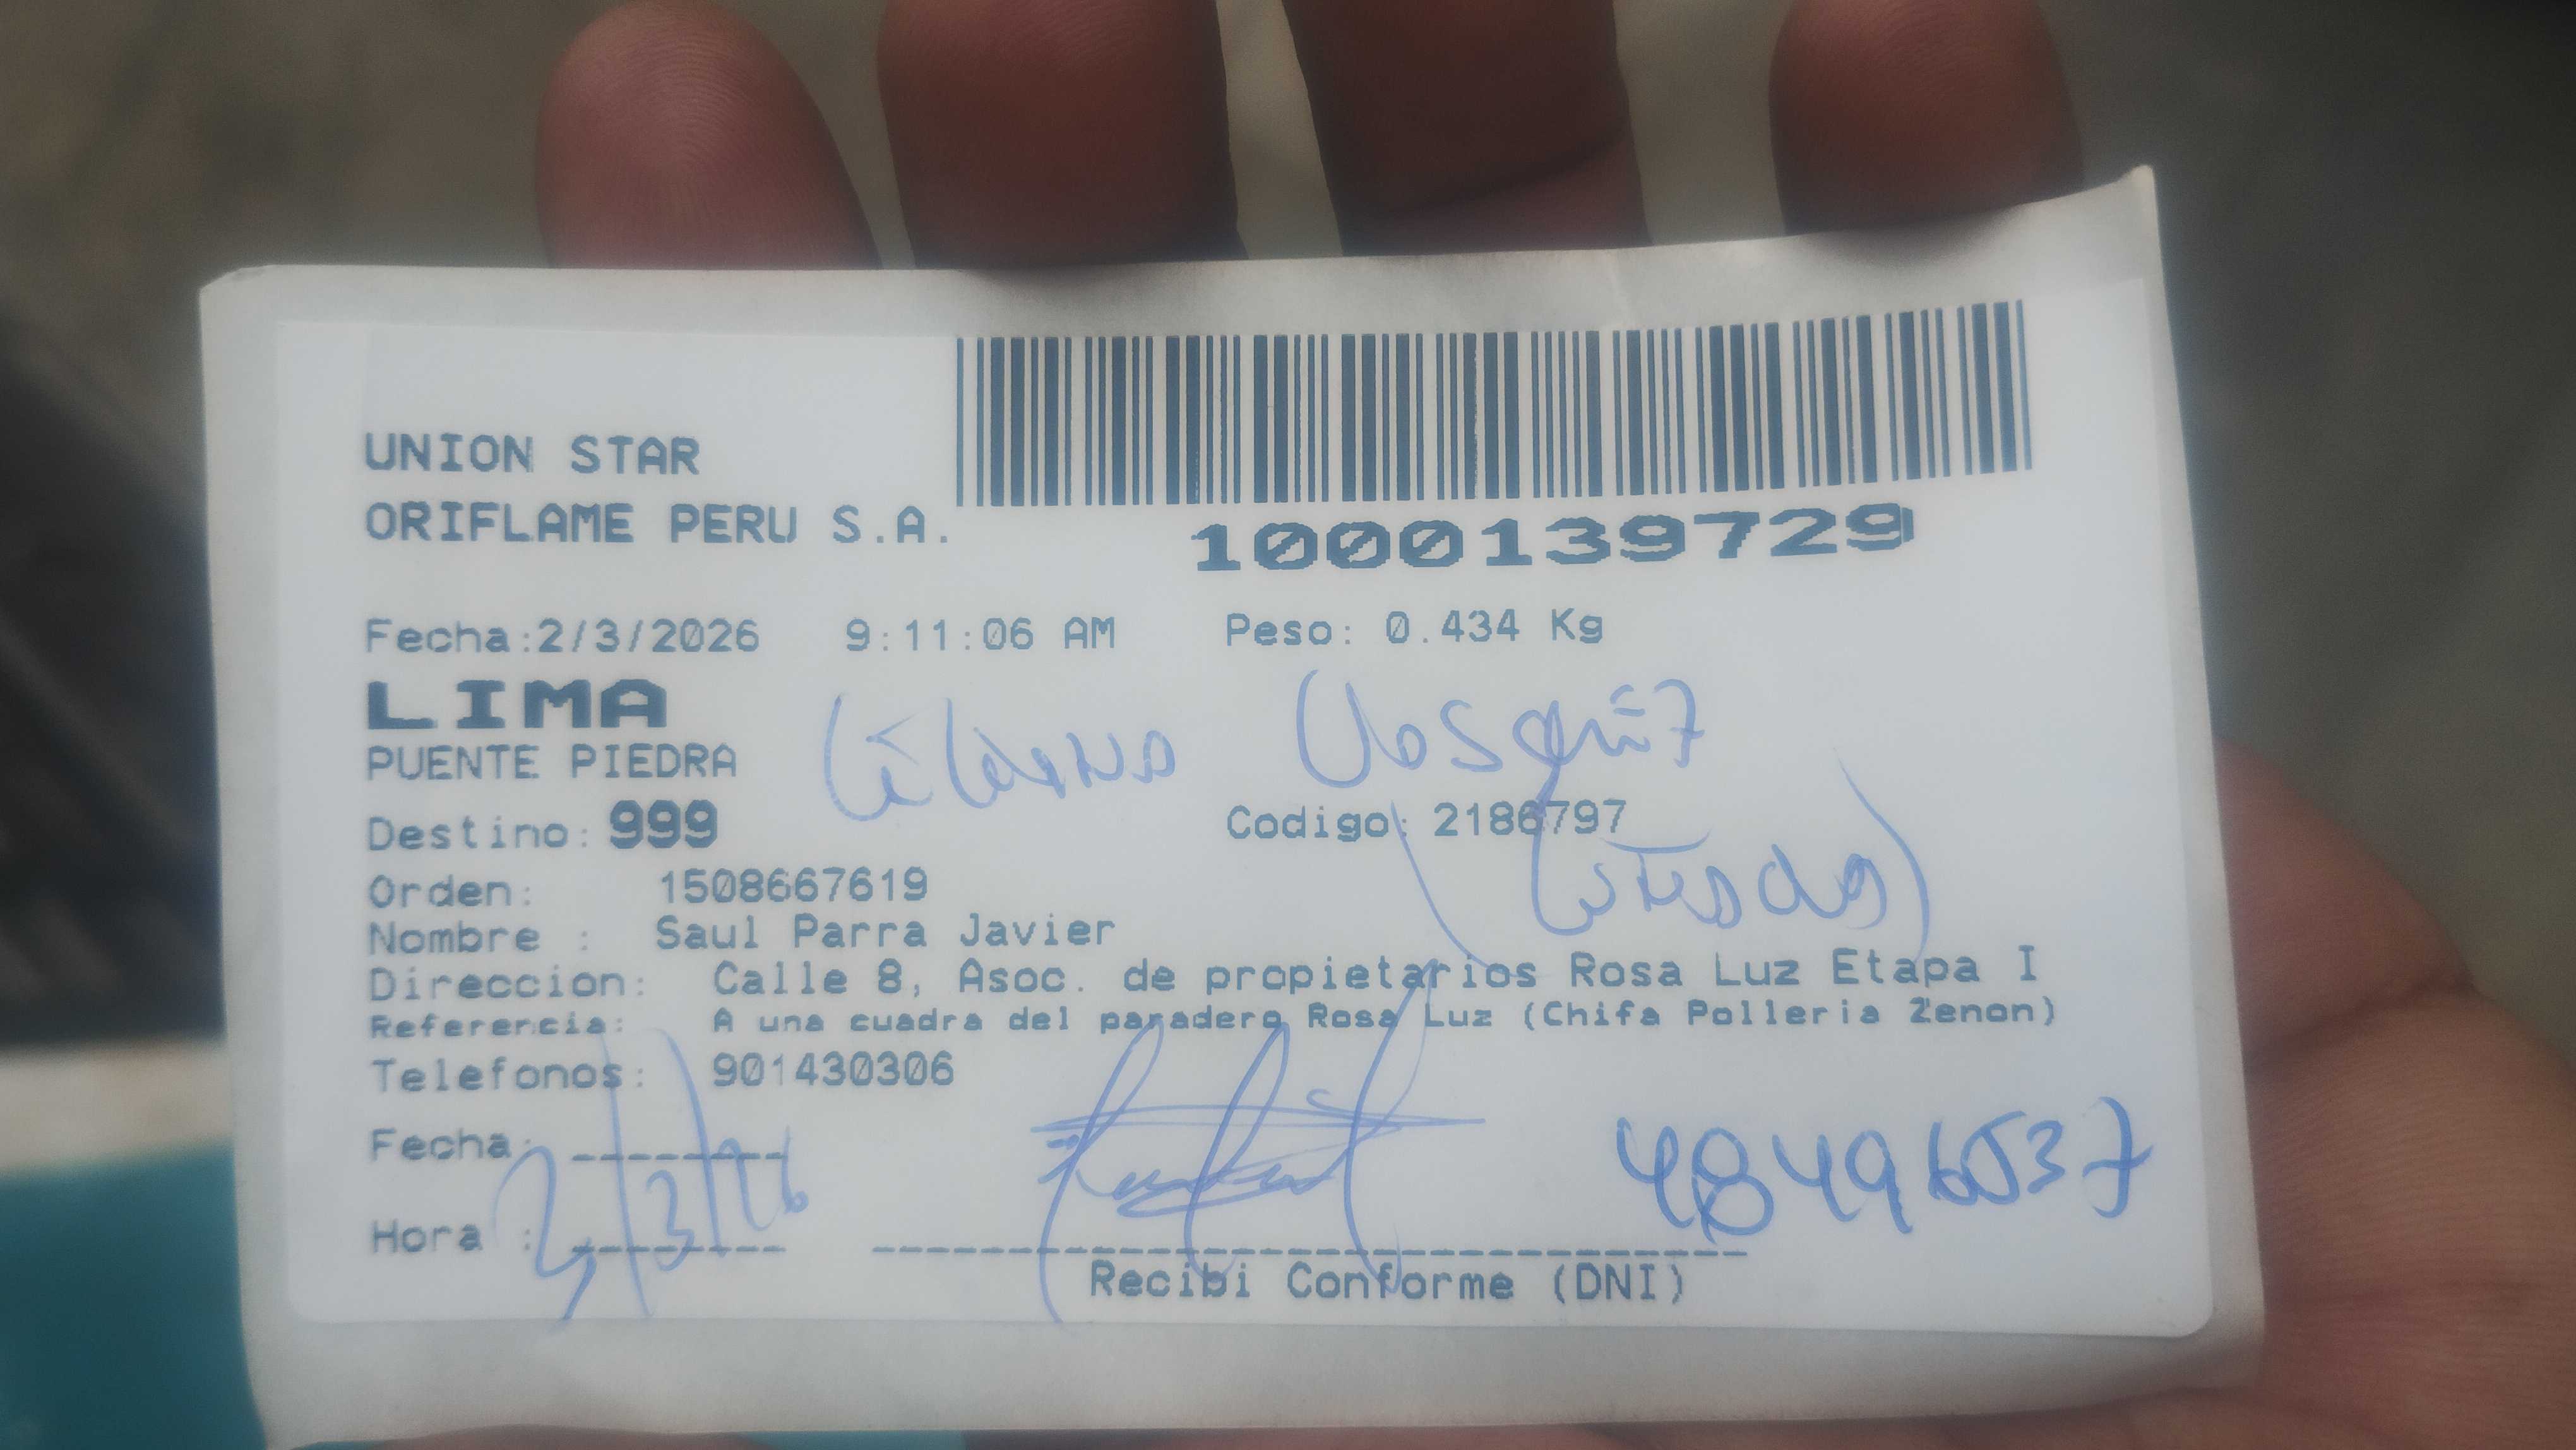 UNION STAR
ORIFLAME PERU S.A.
1000139729
Fecha:2/3/2026 9:11:06 AM Peso: 0.434 Kg
LIMA
PUENTE PIEDRA
Destino: 999 Codigo: 2186797
Orden: 1508667619
Nombre : Saul Parra Javier
Direccion: Calle 8, Asoc. de propietarios Rosa Luz Etapa I
Referencia: A una cuadra del paradero Rosa Luz (Chifa Polleria Zenon)
Telefonos: 901430306
Fecha: 2/3/26
48496537
Hora :
Recibi Conforme (DNI)